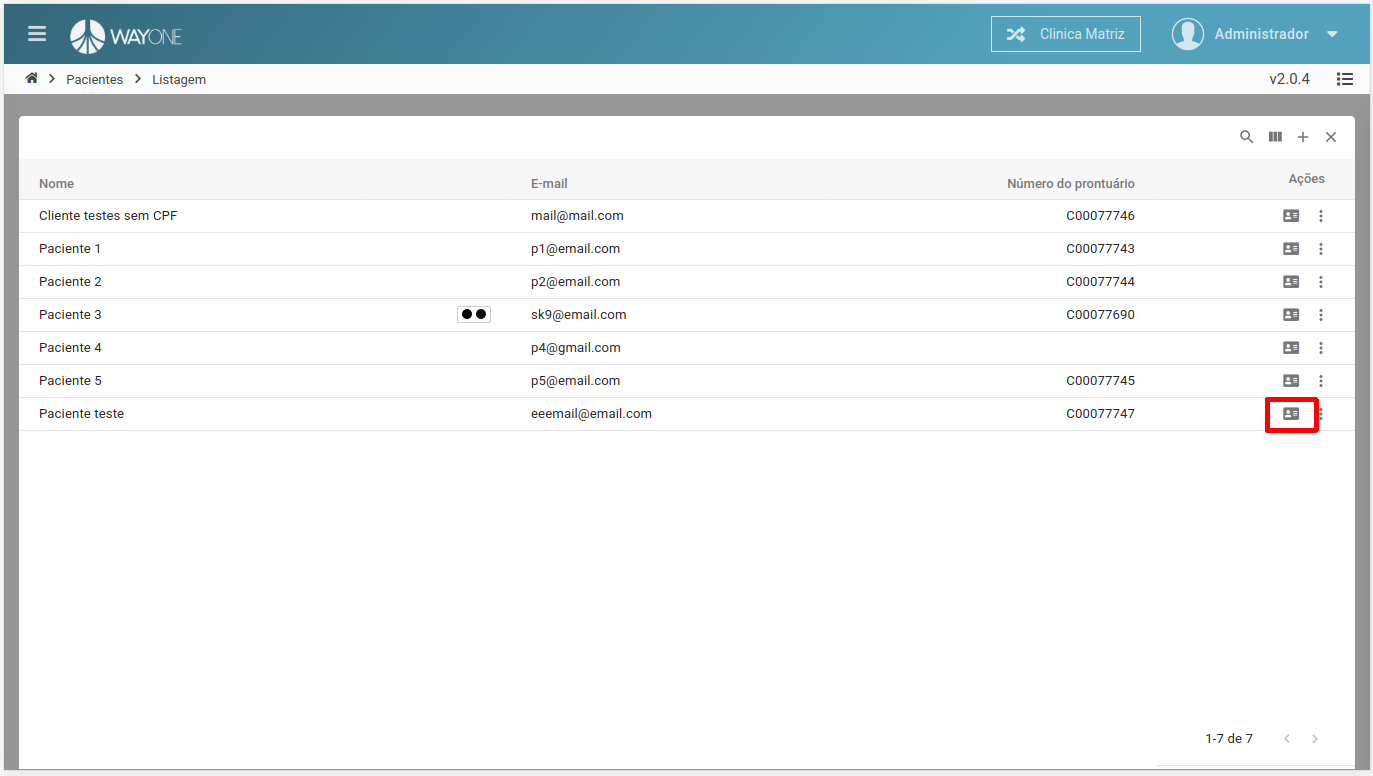 WAYONE
Clinica Matriz
Administrador
Pacientes
Listagem
v2.0.4
Nome E-mail Número do prontuário Ações
Cliente testes sem CPF mail@mail.com C00077746
Paciente 1 p1@email.com C00077743
Paciente 2 p2@email.com C00077744
Paciente 3 sk9@email.com C00077690
Paciente 4 p4@gmail.com
Paciente 5 p5@email.com C00077745
Paciente teste eeemail@email.com C00077747
1-7 de 7